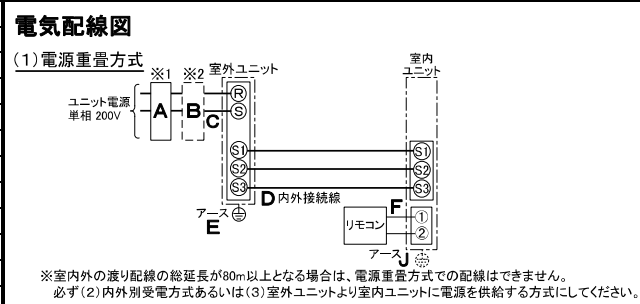 電気配線図
(1)電源重畳方式
※1 ※2 室外ユニット
室内
ユニット
ユニット電源
単相 200V
A
B
C
R
S
S1
S2
S3
S1
S2
S3
D 内外接続線
アース
E
リモコン
F
①
②
アース J
※室内外の渡り配線の総延長が80m以上となる場合は、電源重畳方式での配線はできません。
必ず(2)内外別受電方式あるいは(3)室外ユニットより室内ユニットに電源を供給する方式にしてください。